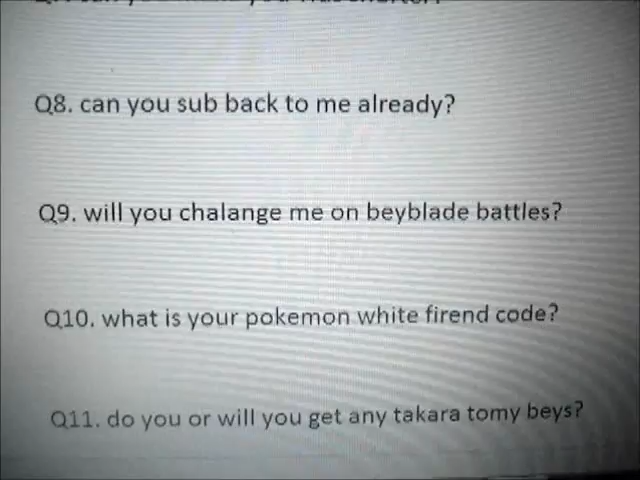 Q8. can you sub back to me already?
Q9. will you chalange me on beyblade battles?
Q10. what is your pokemon white firend code?
Q11. do you or will you get any takara tomy beys?